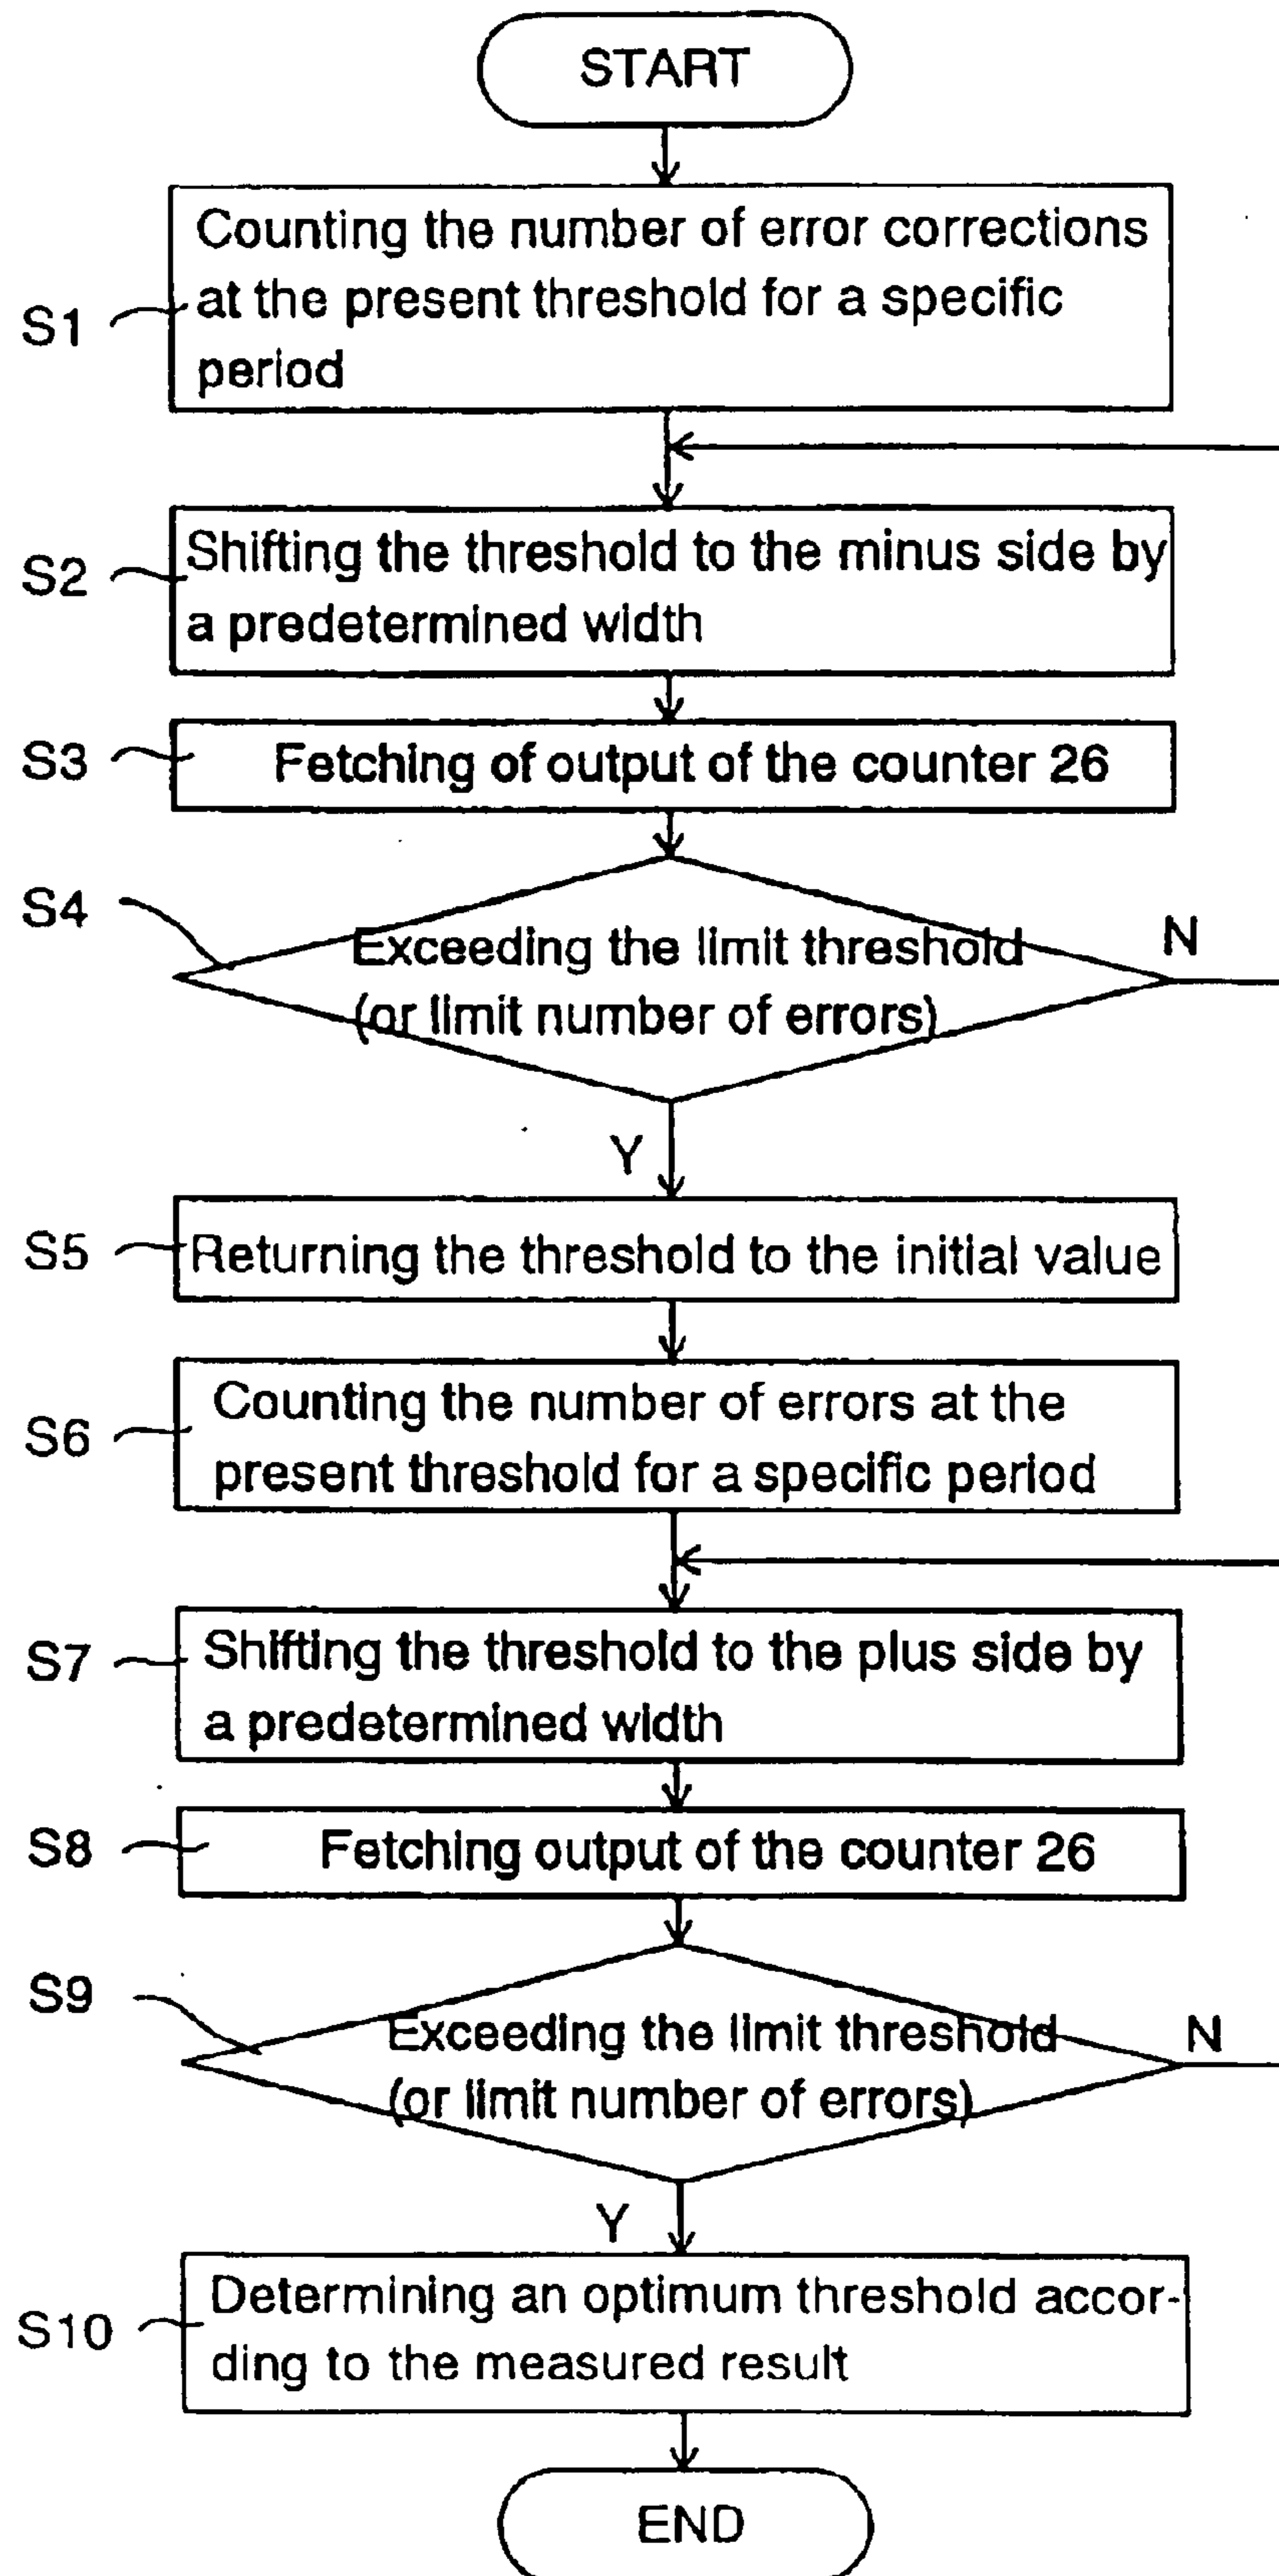 START
Counting the number of error corrections
S1
at the present threshold for a specific
period
S2
Shifting the threshold to the minus side by
a predetermined width
S3
Fetching of output of the counter 26
S4
Exceeding the limit threshold
N
(or limit number of errors)
Y
S5
Returning the threshold to the initial value
S6
Counting the number of errors at the
present threshold for a specific period
S7
Shifting the threshold to the plus side by
a predetermined width
S8
Fetching output of the counter 26
S9
Exceeding the limit threshold
N
(or limit number of errors)
Y
S10
Determining an optimum threshold accor-
ding to the measured result
END